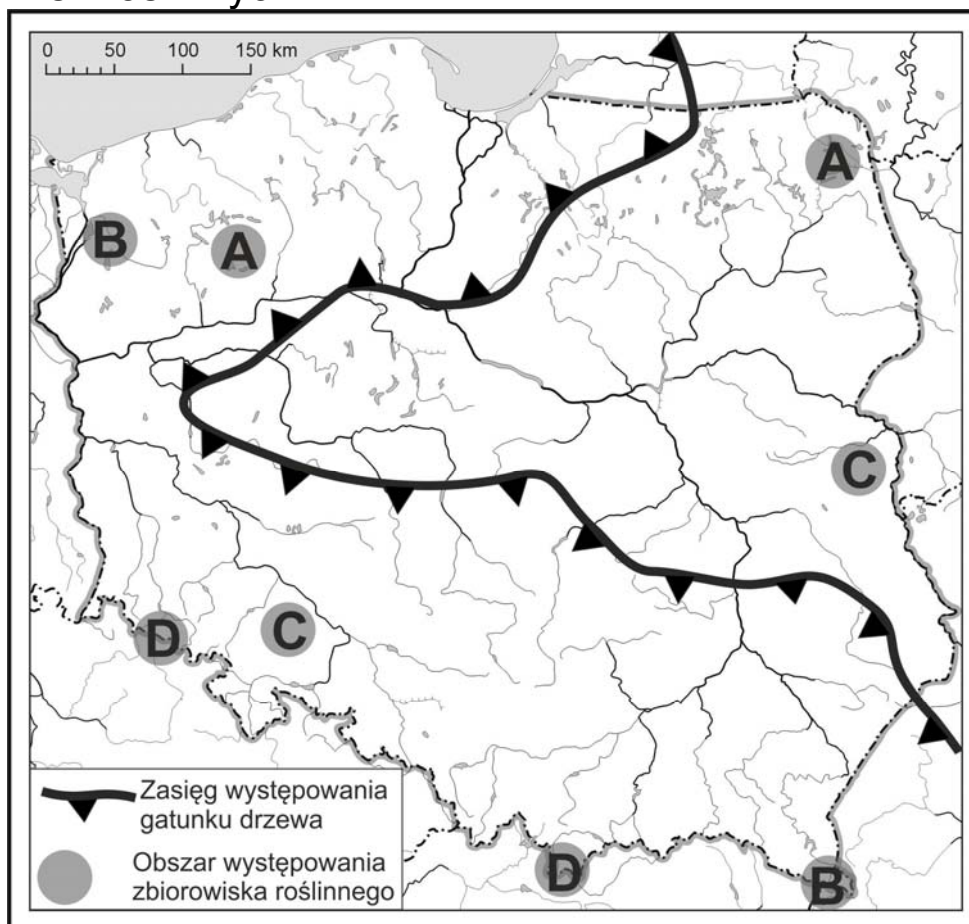 0 50 100 150 km
A
B
A
C
D
C
D
B
Zasięg występowania
gatunku drzewa
Obszar występowania
zbiorowiska roślinnego